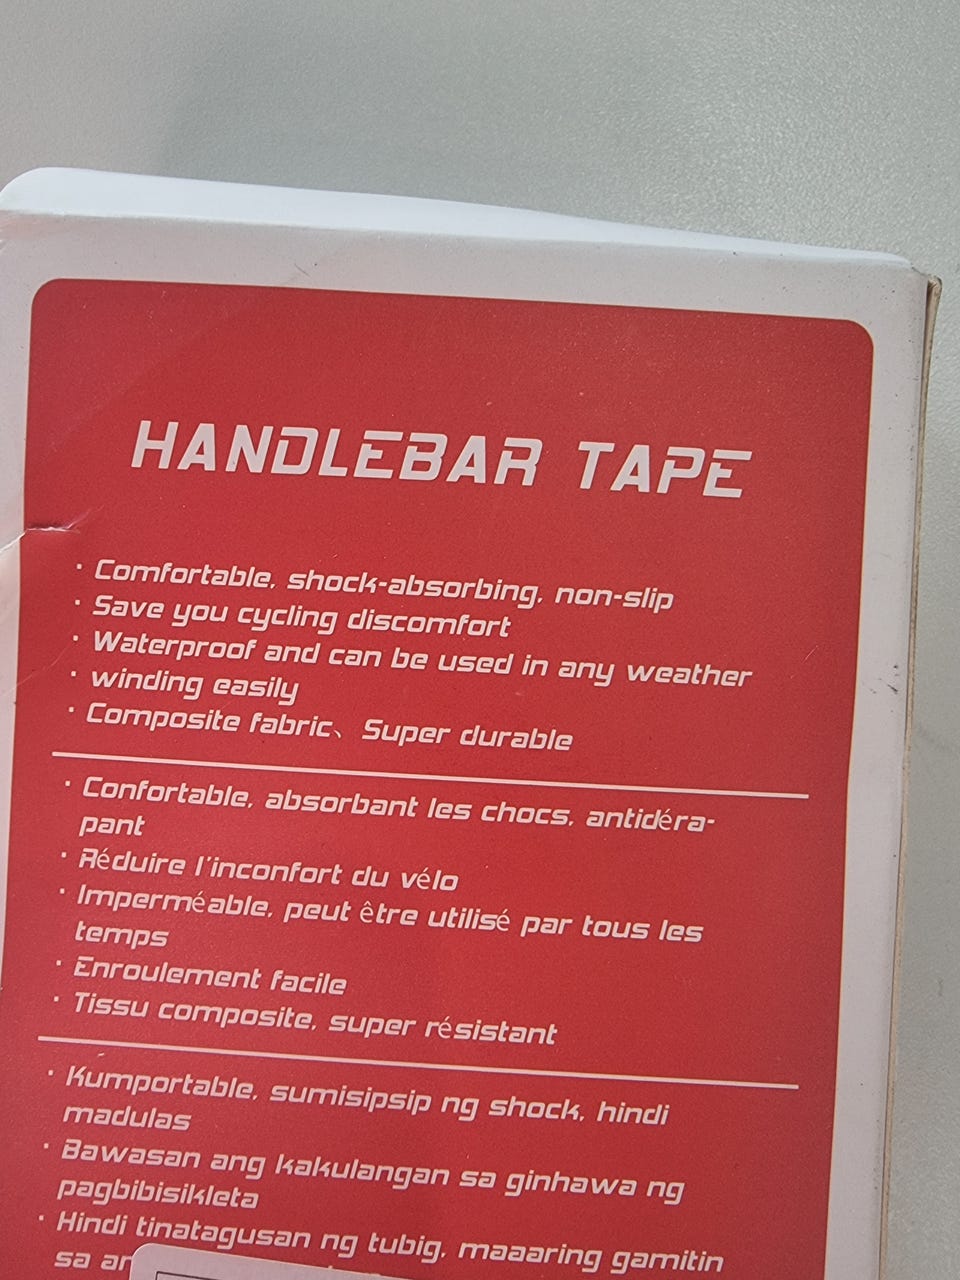 HANDLEBAR TAPE
· Comfortable, shock-absorbing, non-slip
· Save you cycling discomfort
· Waterproof and can be used in any weather
· winding easily
· Composite fabric、Super durable
· Confortable, absorbant les chocs, antidéra-
pant
· Réduire l'inconfort du vélo
· Imperméable, peut être utilisé par tous les
temps
· Enroulement facile
· Tissu composite, super résistant
· Kumportable, sumisipsip ng shock, hindi
madulas
· Bawasan ang kakulangan sa ginhawa ng
pagbibisikleta
· Hindi tinatagusan ng tubig, maaaring gamitin
sa